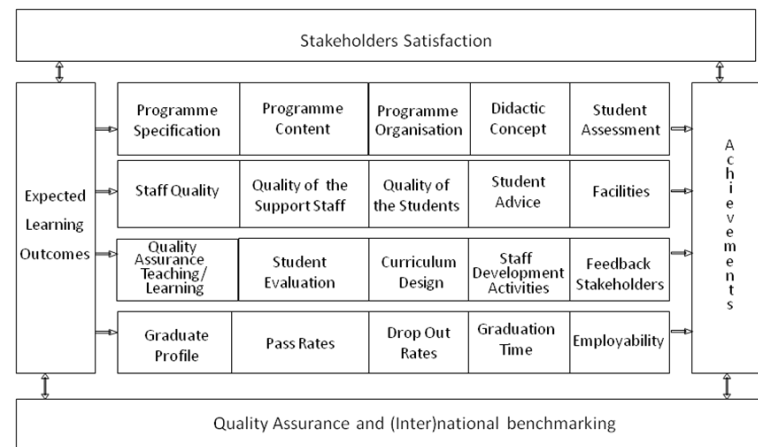 Stakeholders Satisfaction
Expected
Learning
Outcomes
Programme
Specification
Programme
Content
Programme
Organisation
Didactic
Concept
Student
Assessment
Staff Quality
Quality of the
Support Staff
Quality of
the Students
Student
Advice
Facilities
Quality
Assurance
Teaching/
Learning
Student
Evaluation
Curriculum
Design
Staff
Development
Activities
Feedback
Stakeholders
Graduate
Profile
Pass Rates
Drop Out
Rates
Graduation
Time
Employability
Achievements
Quality Assurance and (Inter)national benchmarking